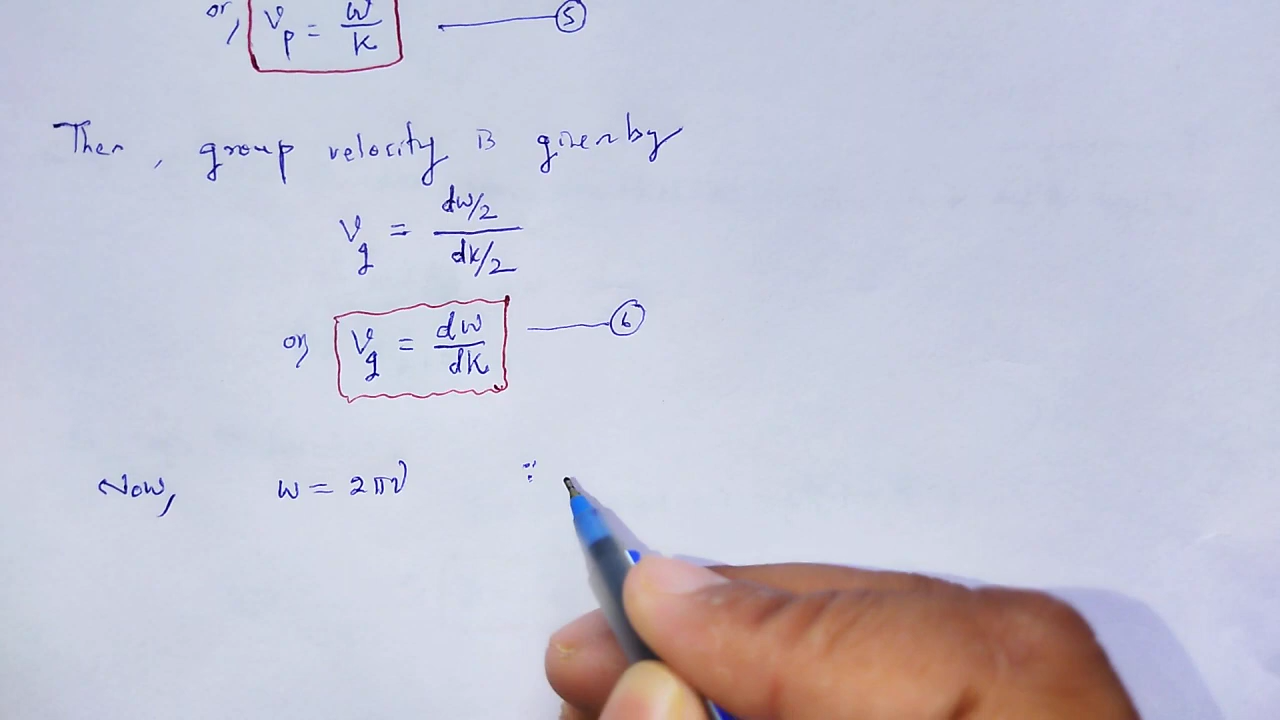 or, Vp = ω/k ——— ⑤
Then, group velocity is given by
Vg = dω/2 / dk/2
or, Vg = dω/dk ——— ⑥
Now, ω = 2πν ∵